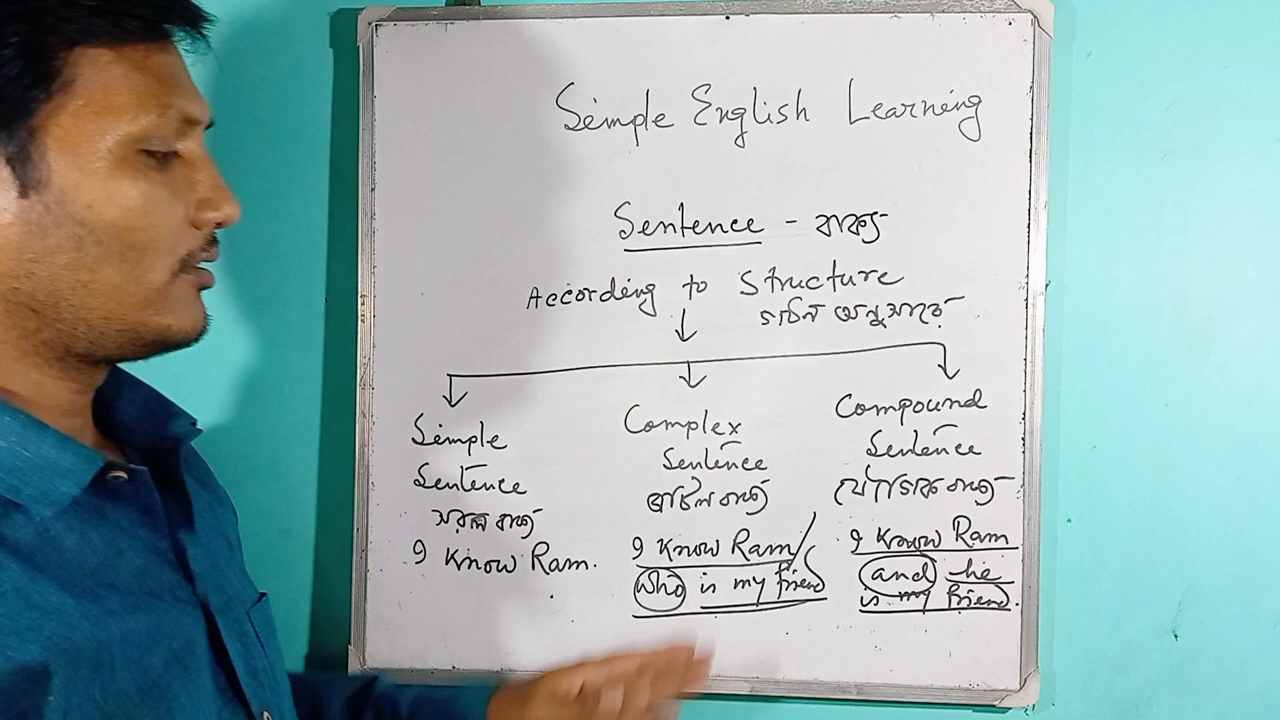 Simple English Learning
Sentence - বাক্য
According to Structure
গঠন অনুসারে
Simple
Sentence
সরল বাক্য
I know Ram.
Complex
Sentence
জটিল বাক্য
I know Ram/
who is my friend
Compound
Sentence
যৌগিক বাক্য
I know Ram
and he
is my friend.